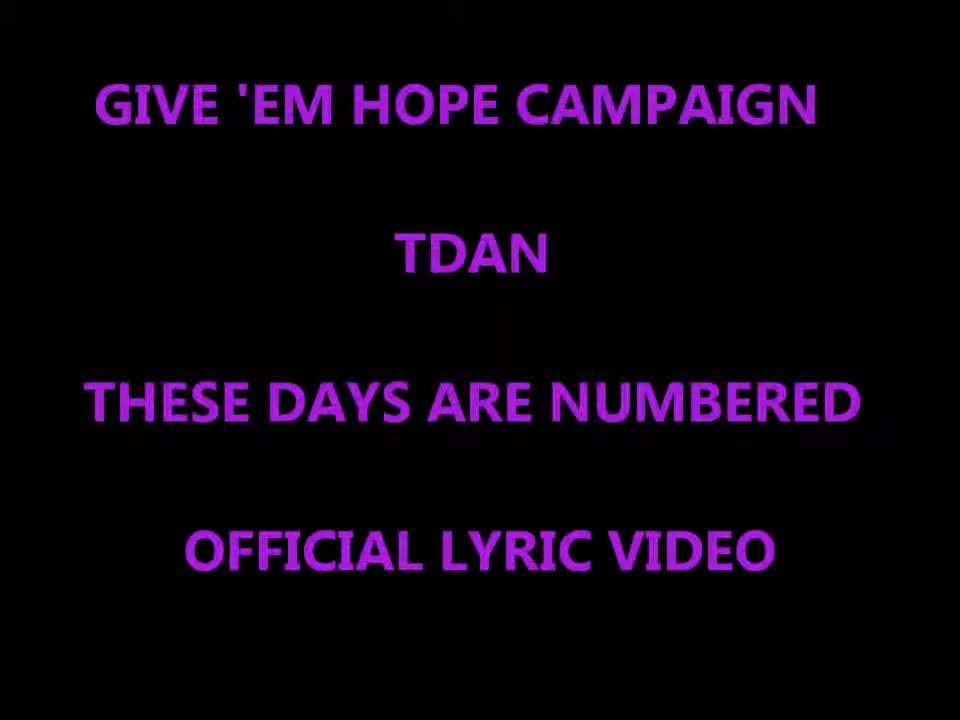 GIVE 'EM HOPE CAMPAIGN
TDAN
THESE DAYS ARE NUMBERED
OFFICIAL LYRIC VIDEO